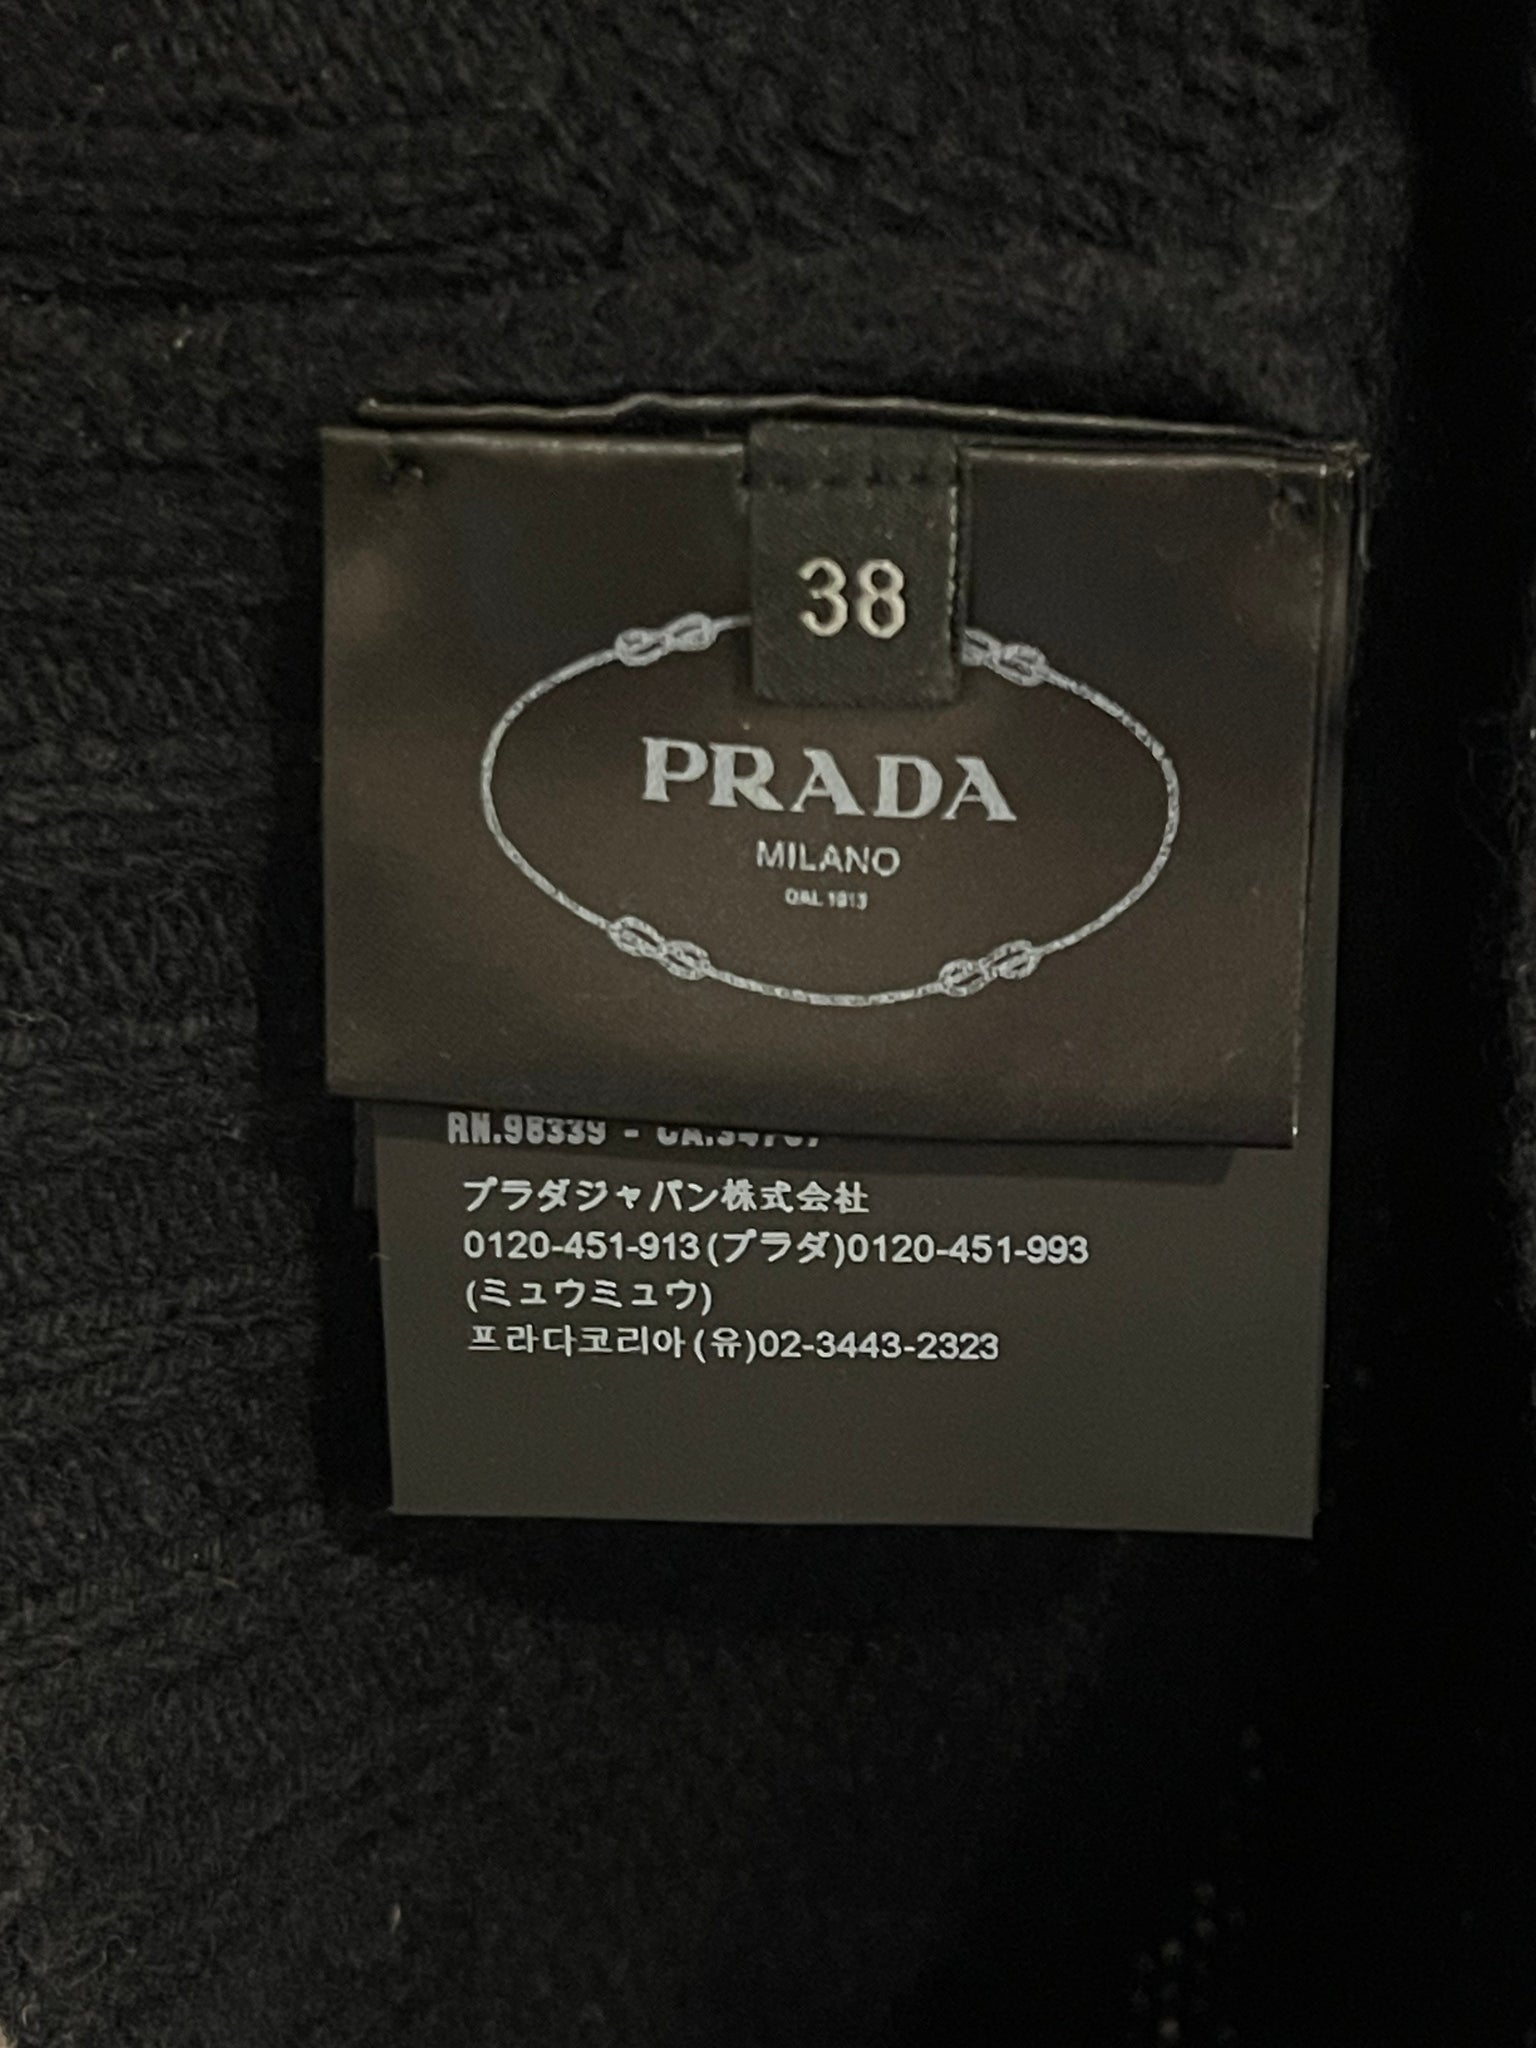 38
PRADA
MILANO
DAL 1913
RN.98339 - CA.34767
プラダジャパン株式会社
0120-451-913(プラダ)0120-451-993
(ミュウミュウ)
프라다코리아(유)02-3443-2323